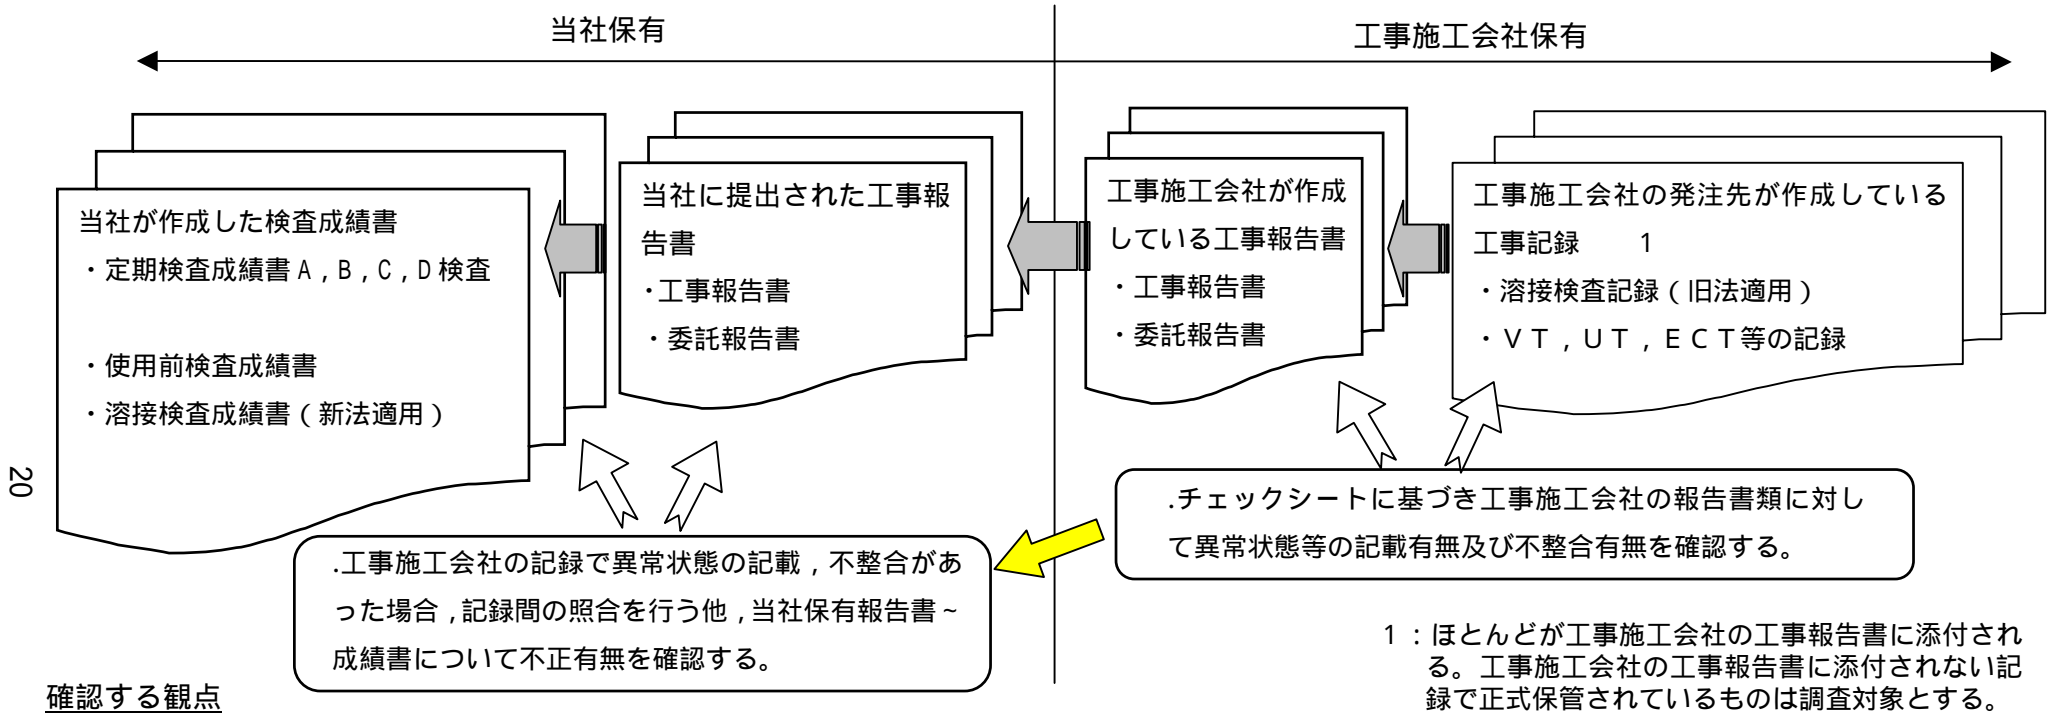 当社保有
工事施工会社保有
当社が作成した検査成績書
・定期検査成績書A,B,C,D検査
・使用前検査成績書
・溶接検査成績書(新法適用)
当社に提出された工事報
告書
・工事報告書
・委託報告書
工事施工会社が作成
している工事報告書
・工事報告書
・委託報告書
工事施工会社の発注先が作成している
工事記録 1
・溶接検査記録(旧法適用)
・VT,UT,ECT等の記録
.チェックシートに基づき工事施工会社の報告書類に対し
て異常状態等の記載有無及び不整合有無を確認する。
.工事施工会社の記録で異常状態の記載,不整合があ
った場合,記録間の照合を行う他,当社保有報告書~
成績書について不正有無を確認する。
1:ほとんどが工事施工会社の工事報告書に添付され
る。工事施工会社の工事報告書に添付されない記
録で正式保管されているものは調査対象とする。
確認する観点
20